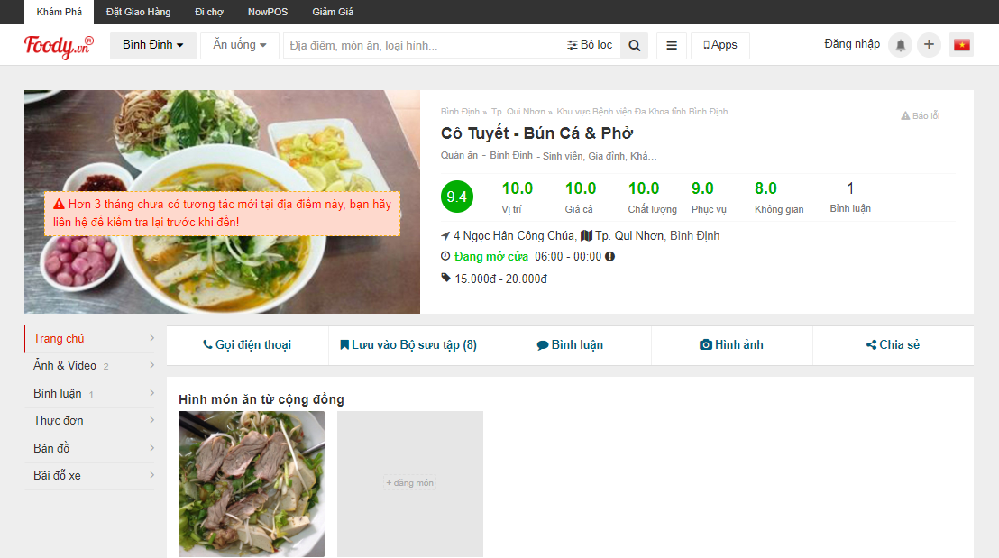 Khám Phá Đặt Giao Hàng Đi chợ NowPOS Giảm Giá
Foody.vn® Bình Định Ăn uống Địa điểm, món ăn, loại hình... Bộ lọc Apps Đăng nhập
Bình Định » Tp. Qui Nhơn » Khu vực Bệnh viện Đa Khoa tỉnh Bình Định
Báo lỗi
Cô Tuyết - Bún Cá & Phở
Quán ăn - Bình Định - Sinh viên, Gia đình, Khá...
9.4 10.0 10.0 10.0 9.0 8.0 1
Vị trí Giá cả Chất lượng Phục vụ Không gian Bình luận
Hơn 3 tháng chưa có tương tác mới tại địa điểm này, bạn hãy
liên hệ để kiểm tra lại trước khi đến!
4 Ngọc Hân Công Chúa, Tp. Qui Nhơn, Bình Định
Đang mở cửa 06:00 - 00:00
15.000đ - 20.000đ
Trang chủ
Ảnh & Video 2
Bình luận 1
Thực đơn
Bản đồ
Bãi đỗ xe
Gọi điện thoại Lưu vào Bộ sưu tập (8) Bình luận Hình ảnh Chia sẻ
Hình món ăn từ cộng đồng
+ đăng món